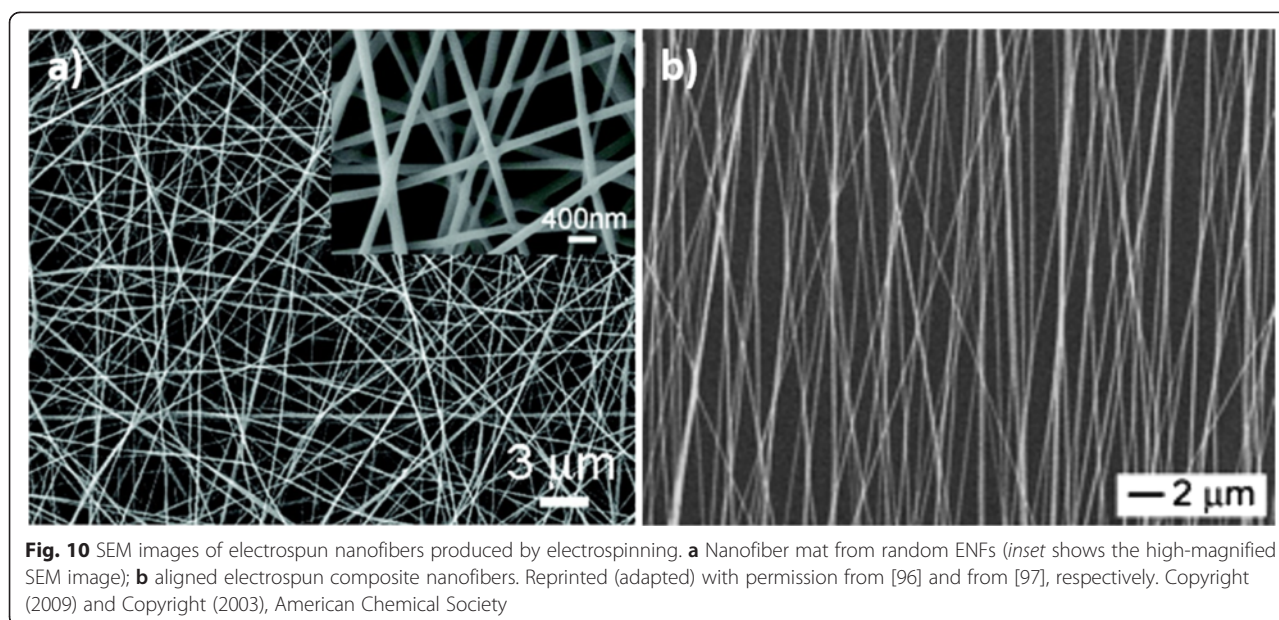 a)
400nm
3 μm
b)
2 μm
Fig. 10 SEM images of electrospun nanofibers produced by electrospinning. a Nanofiber mat from random ENFs (inset shows the high-magnified
SEM image); b aligned electrospun composite nanofibers. Reprinted (adapted) with permission from [96] and from [97], respectively. Copyright
(2009) and Copyright (2003), American Chemical Society